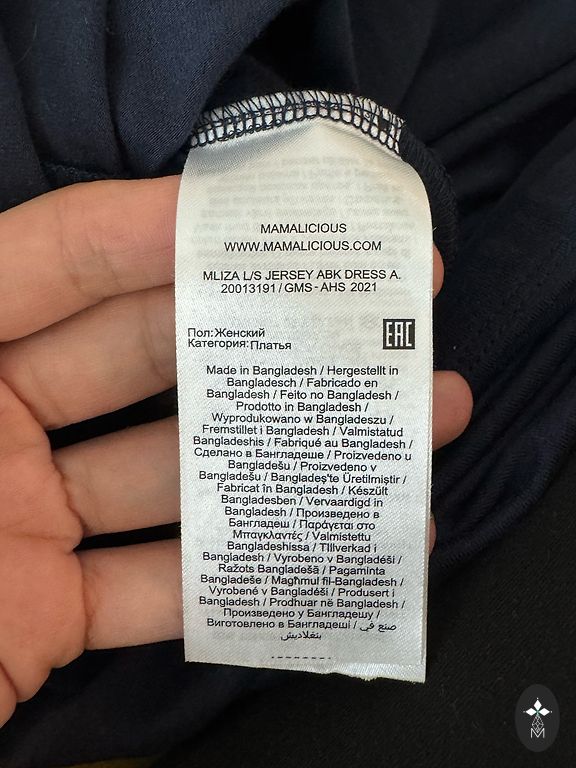 MAMALICIOUS
WWW.MAMALICIOUS.COM
MLIZA L/S JERSEY ABK DRESS A.
20013191 / GMS - AHS 2021
Пол: Женский
Категория: Платья
EAC
Made in Bangladesh / Hergestellt in
Bangladesch / Fabricado en
Bangladesh / Feito no Bangladesh /
Prodotto in Bangladesh /
Wyprodukowano w Bangladeszu /
Fremstillet i Bangladesh / Valmistatud
Bangladeshis / Fabriqué au Bangladesh /
Сделано в Бангладеше / Proizvedeno u
Bangladešu / Proizvedeno v
Bangladešu / Bangladeş'te Üretilmiştir /
Fabricat în Bangladesh / Készült
Bangladesben / Vervaardigd in
Bangladesh / Произведено в
Бангладеш / Παράγεται στο
Μπαγκλαντές / Valmistettu
Bangladeshissa / Tillverkad i
Bangladesh / Vyrobeno v Bangladéši /
Ražots Bangladešā / Pagaminta
Bangladeše / Magħmul fil-Bangladesh /
Vyrobené v Bangladéši / Produsert i
Bangladesh / Prodhuar në Bangladesh /
Произведено у Бангладешу /
Виготовлено в Бангладеші / صنع في
بنغلاديش
M